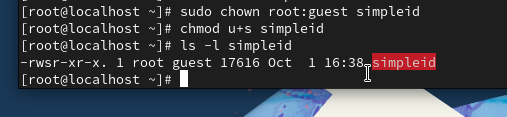 [root@localhost ~]# sudo chown root:guest simpleid
[root@localhost ~]# chmod u+s simpleid
[root@localhost ~]# ls -l simpleid
-rwsr-xr-x. 1 root guest 17616 Oct  1 16:38 simpleid
[root@localhost ~]#